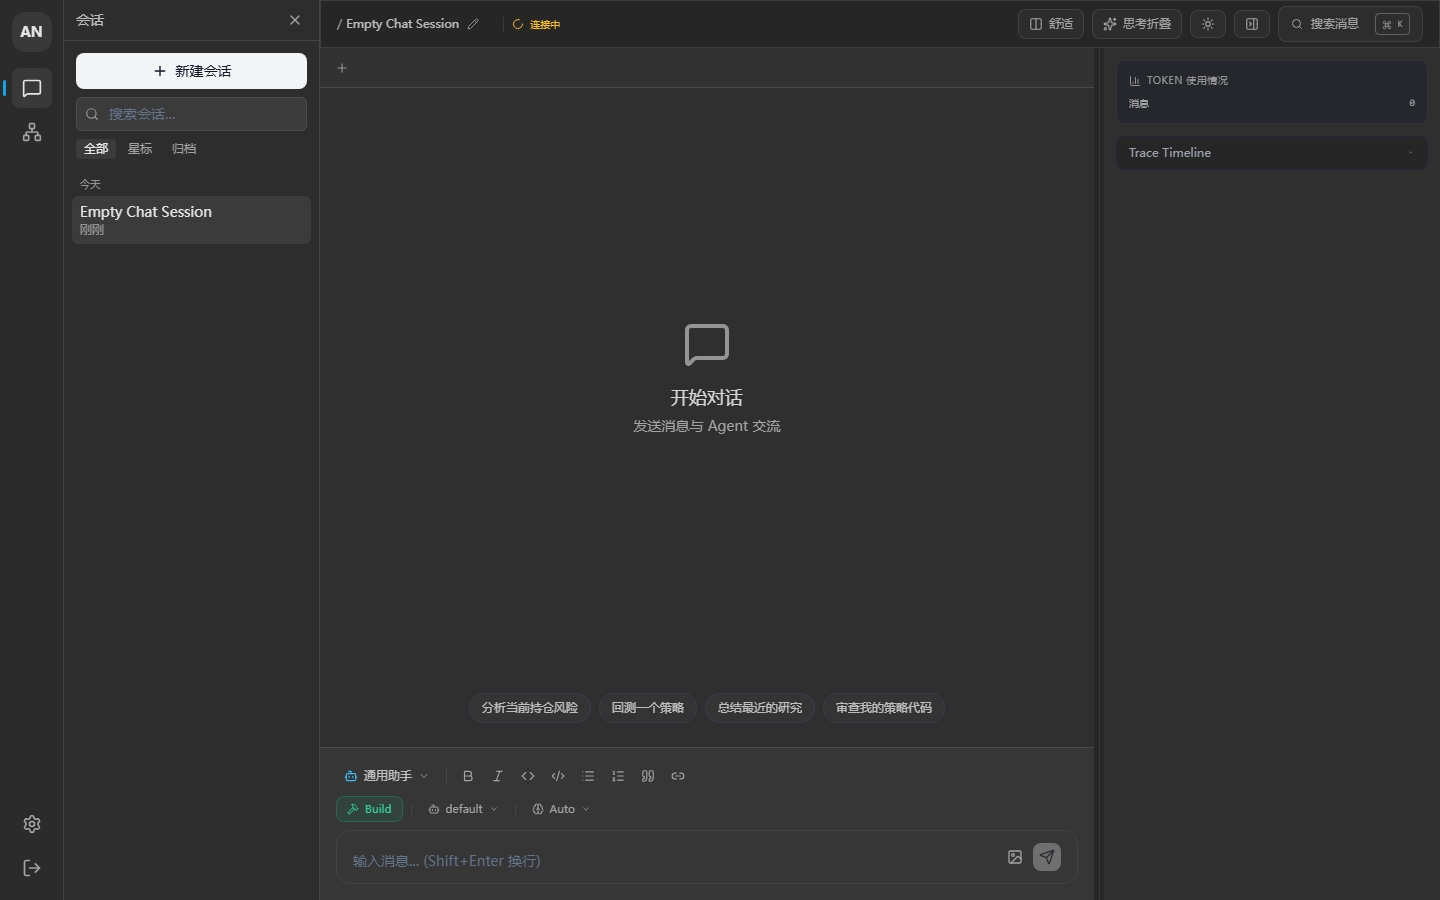 AN
会话
新建会话
搜索会话...
全部 星标 归档
今天
Empty Chat Session
刚刚
/ Empty Chat Session
连接中
舒适
思考折叠
搜索消息
⌘ K
开始对话
发送消息与 Agent 交流
分析当前持仓风险
回测一个策略
总结最近的研究
审查我的策略代码
通用助手
Build
default
Auto
输入消息... (Shift+Enter 换行)
TOKEN 使用情况
消息 0
Trace Timeline